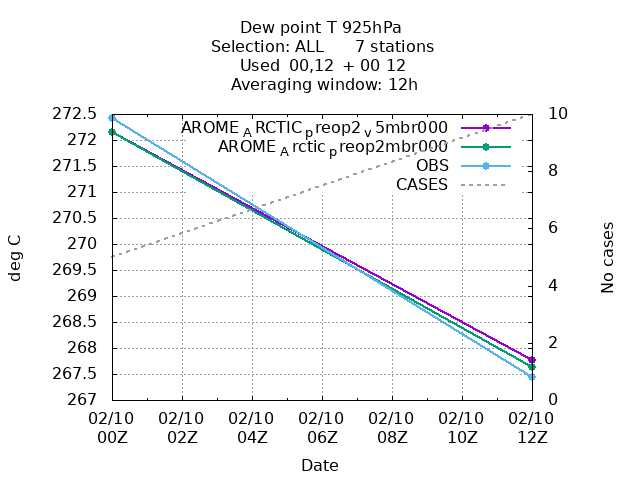 Dew point T 925hPa
Selection: ALL 7 stations
Used 00,12 + 00 12
Averaging window: 12h
272.5
272
271.5
271
270.5
270
269.5
269
268.5
268
267.5
267
deg C
AROME_ARCTIC_preop2_v5mbr000
AROME_Arctic_preop2mbr000
OBS
CASES
10
8
6
4
2
0
No cases
02/10 02/10 02/10 02/10 02/10 02/10 02/10
00Z 02Z 04Z 06Z 08Z 10Z 12Z
Date